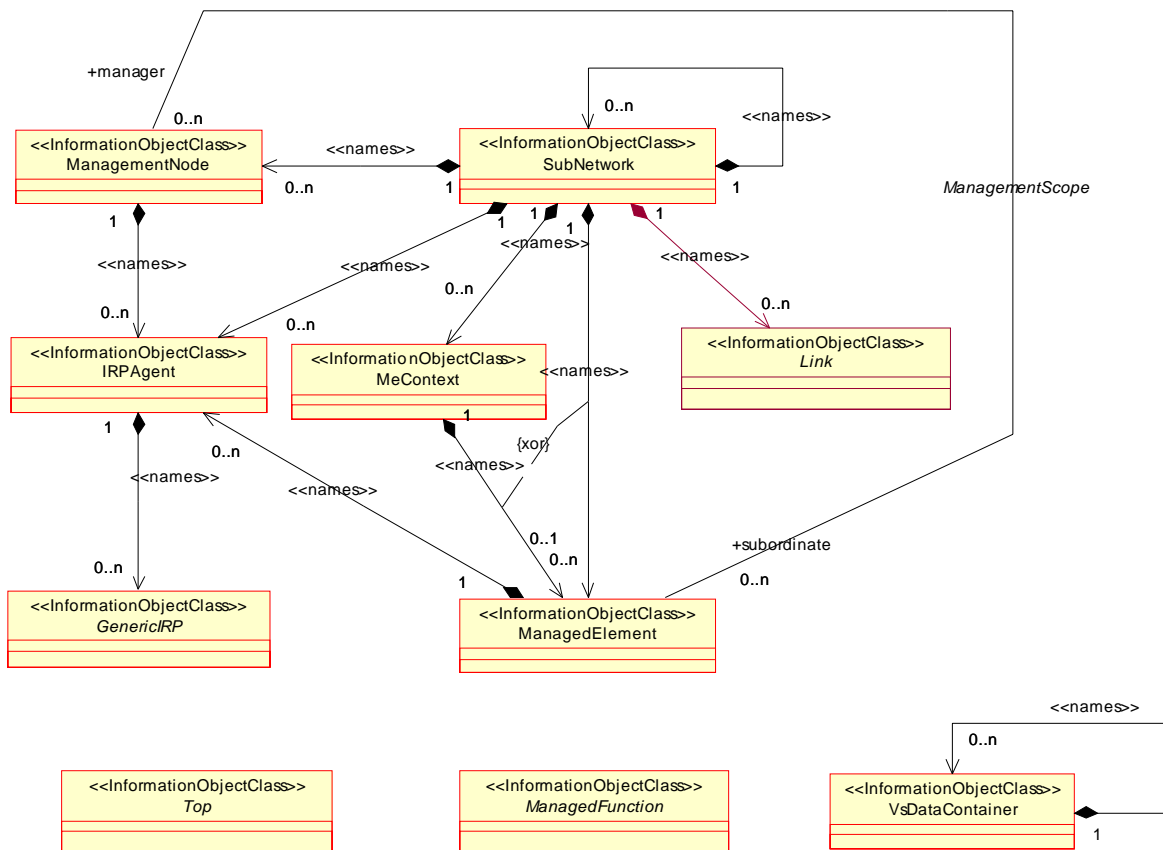 +manager
0..n
0..n
<<names>>
<<InformationObjectClass>>
ManagementNode
<<names>>
<<InformationObjectClass>>
SubNetwork
0..n
1
1
ManagementScope
1
1
1
1
1
<<names>>
<<names>>
<<names>>
<<names>>
0..n
0..n
0..n
0..n
<<InformationObjectClass>>
IRPAgent
<<InformationObjectClass>>
MeContext
<<names>>
<<InformationObjectClass>>
Link
1
1
0..n
{xor}
<<names>>
<<names>>
<<names>>
0..1
0..n
+subordinate
0..n
0..n
1
<<InformationObjectClass>>
GenericIRP
<<InformationObjectClass>>
ManagedElement
<<names>>
0..n
<<InformationObjectClass>>
Top
<<InformationObjectClass>>
ManagedFunction
<<InformationObjectClass>>
VsDataContainer
1